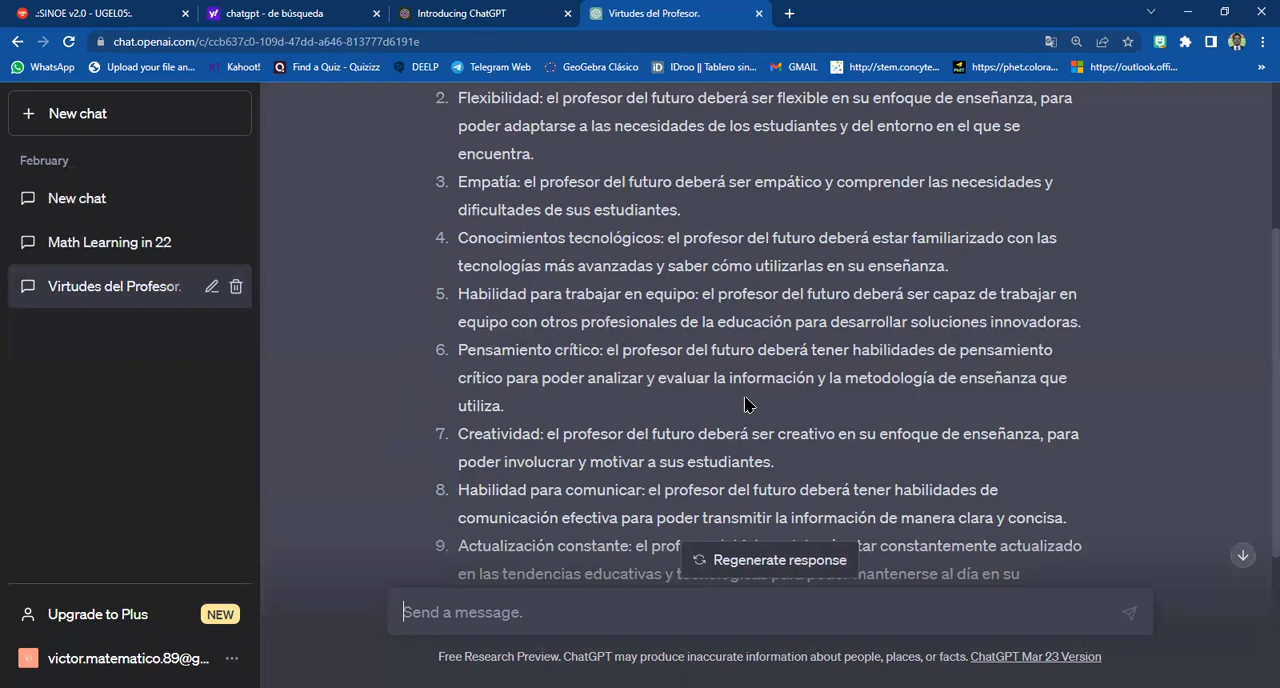 .:SINOE v2.0 - UGEL05:.
chatgpt - de búsqueda
Introducing ChatGPT
Virtudes del Profesor.
chat.openai.com/c/ccb637c0-109d-47dd-a646-813777d6191e
WhatsApp
Upload your file an...
Kahoot!
Find a Quiz - Quizizz
DEELP
Telegram Web
GeoGebra Clásico
IDroo || Tablero sin...
GMAIL
http://stem.concyte...
https://phet.colora...
https://outlook.offi...
»
+ New chat
February
New chat
Math Learning in 22
Virtudes del Profesor.
Upgrade to Plus
NEW
victor.matematico.89@g...
2. Flexibilidad: el profesor del futuro deberá ser flexible en su enfoque de enseñanza, para
poder adaptarse a las necesidades de los estudiantes y del entorno en el que se
encuentra.
3. Empatía: el profesor del futuro deberá ser empático y comprender las necesidades y
dificultades de sus estudiantes.
4. Conocimientos tecnológicos: el profesor del futuro deberá estar familiarizado con las
tecnologías más avanzadas y saber cómo utilizarlas en su enseñanza.
5. Habilidad para trabajar en equipo: el profesor del futuro deberá ser capaz de trabajar en
equipo con otros profesionales de la educación para desarrollar soluciones innovadoras.
6. Pensamiento crítico: el profesor del futuro deberá tener habilidades de pensamiento
crítico para poder analizar y evaluar la información y la metodología de enseñanza que
utiliza.
7. Creatividad: el profesor del futuro deberá ser creativo en su enfoque de enseñanza, para
poder involucrar y motivar a sus estudiantes.
8. Habilidad para comunicar: el profesor del futuro deberá tener habilidades de
comunicación efectiva para poder transmitir la información de manera clara y concisa.
9. Actualización constante: el prof tar constantemente actualizado
en las tendencias educativas y mantenerse al día en su
Regenerate response
Send a message.
Free Research Preview. ChatGPT may produce inaccurate information about people, places, or facts. ChatGPT Mar 23 Version